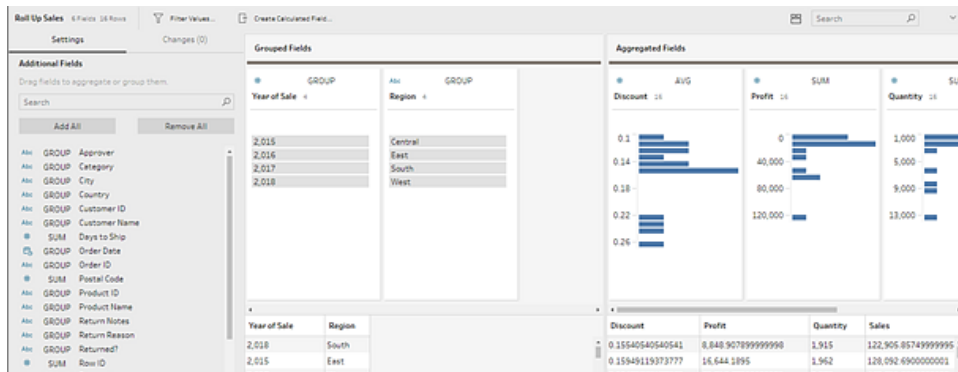 Roll Up Sales 6 Fields 16 Rows Filter Values... Create Calculated Field... Search
Settings Changes (0)
Additional Fields
Drag fields to aggregate or group them.
Search
Add All Remove All
Abc GROUP Approver
Abc GROUP Category
Abc GROUP City
Abc GROUP Country
Abc GROUP Customer ID
Abc GROUP Customer Name
# SUM Days to Ship
GROUP Order Date
Abc GROUP Order ID
# SUM Postal Code
Abc GROUP Product ID
Abc GROUP Product Name
Abc GROUP Return Notes
Abc GROUP Return Reason
Abc GROUP Returned?
# SUM Row ID
Grouped Fields
# GROUP
Year of Sale 4
2,015
2,016
2,017
2,018
Abc GROUP
Region 4
Central
East
South
West
Aggregated Fields
# AVG
Discount 16
0.1
0.14
0.18
0.22
0.26
# SUM
Profit 16
0
40,000
80,000
120,000
# SU
Quantity 16
1,000
5,000
9,000
13,000
Year of Sale Region
2,018 South
2,015 East
Discount Profit Quantity Sales
0.15540540540541 8,848.907899999998 1,915 122,905.85749999995
0.15949119373777 16,644.1895 1,962 128,092.6900000001